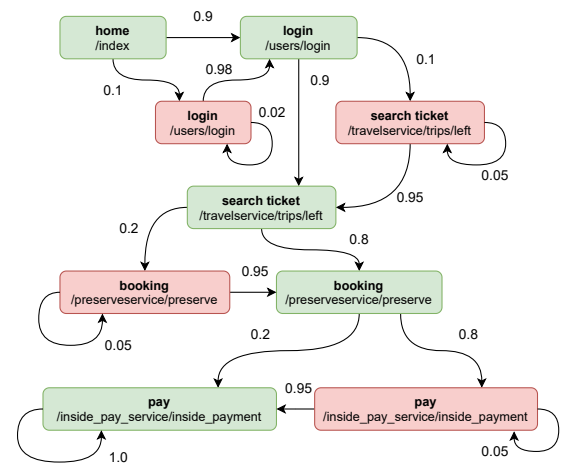 0.9
home
/index
login
/users/login
0.1
0.98
0.9
0.1
login
/users/login
0.02
search ticket
/travelservice/trips/left
0.05
0.95
search ticket
/travelservice/trips/left
0.2
0.8
booking
/preserveservice/preserve
0.95
booking
/preserveservice/preserve
0.05
0.2
0.8
pay
/inside_pay_service/inside_payment
0.95
pay
/inside_pay_service/inside_payment
1.0
0.05